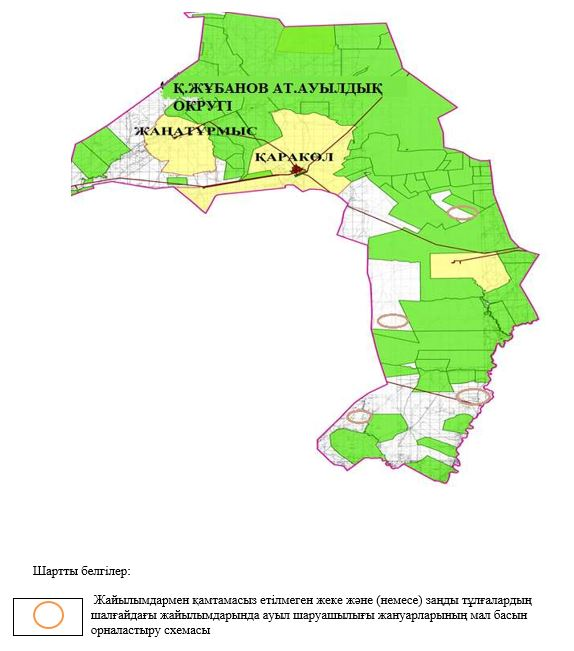 Қ.ЖҰБАНОВ АТ.АУЫЛДЫҚ
ОКРУГІ
ЖАҢАТҰРМЫС
ҚАРАКӨЛ
Шартты белгілер:
Жайылымдармен қамтамасыз етілмеген жеке және (немесе) заңды тұлғалардың
шалғайдағы жайылымдарында ауыл шаруашылығы жануарларының мал басын
орналастыру схемасы